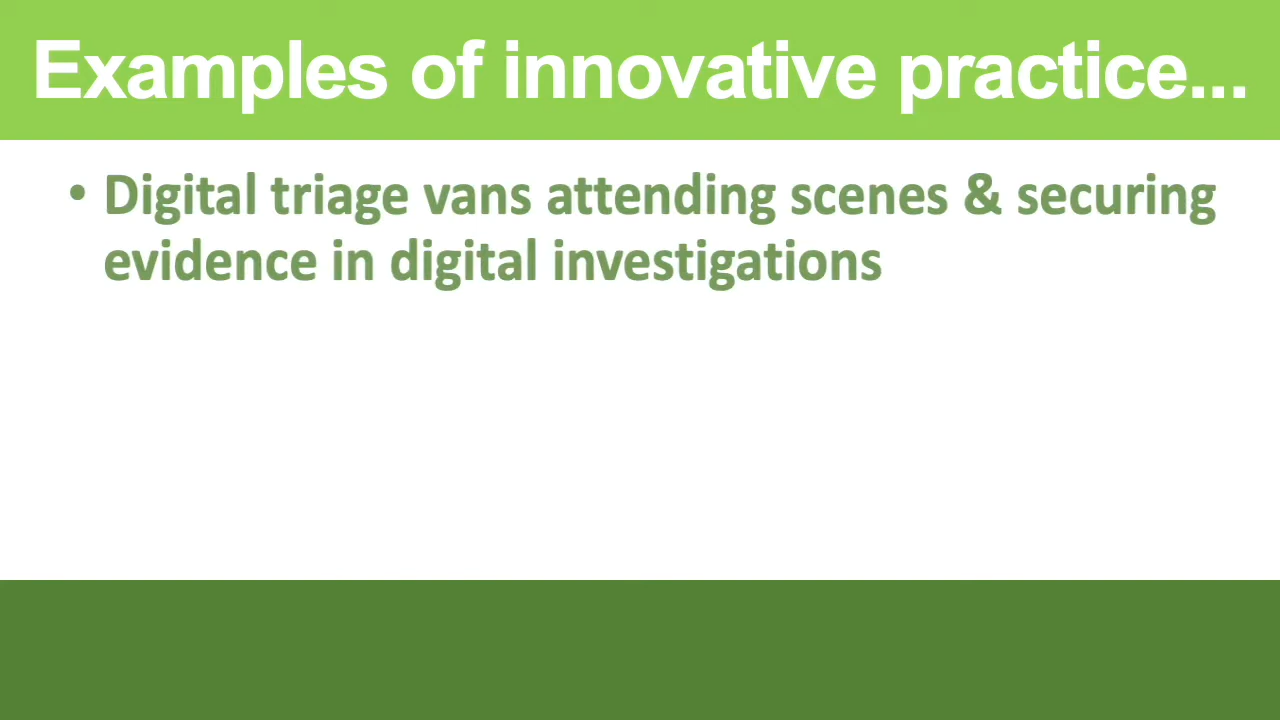 Examples of innovative practice...
• Digital triage vans attending scenes & securing
evidence in digital investigations